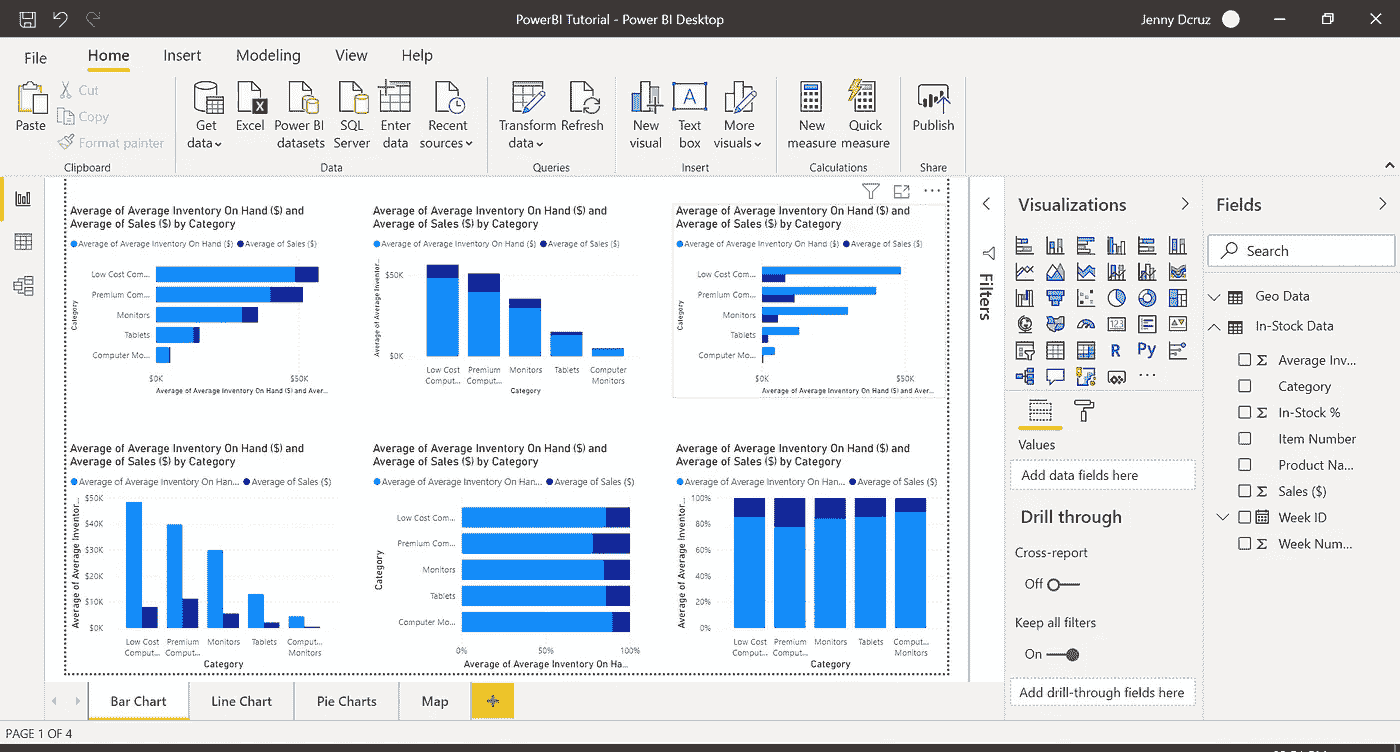 PowerBI Tutorial - Power BI Desktop
Jenny Dcruz
File Home Insert Modeling View Help
Paste
Cut
Copy
Format painter
Clipboard
Get data
Excel
Power BI datasets
SQL Server
Enter data
Recent sources
Data
Transform data
Refresh
Queries
New visual
A
Text box
More visuals
Insert
New measure
Quick measure
Calculations
Publish
Share
Average of Average Inventory On Hand ($) and
Average of Sales ($) by Category
Average of Average Inventory On Hand ($) Average of Sales ($)
Category
Low Cost Com...
Premium Com...
Monitors
Tablets
Computer Mo...
$0K $50K
Average of Average Inventory On Hand ($) and Aver...
Average of Average Inventory On Hand ($) and
Average of Sales ($) by Category
Average of Average Inventory On Hand ($) Average of Sales ($)
Average of Average Inventor...
$50K
$0K
Low Cost Comput...
Premium Comput...
Monitors
Tablets
Computer Monitors
Category
Average of Average Inventory On Hand ($) and
Average of Sales ($) by Category
Average of Average Inventory On Hand ($) Average of Sales ($)
Category
Low Cost Com...
Premium Com...
Monitors
Tablets
Computer Mo...
$0K $50K
Average of Average Inventory On Hand ($) and Aver...
Average of Average Inventory On Hand ($) and
Average of Sales ($) by Category
Average of Average Inventory On Han... Average of Sales ($)
Average of Average Inventor...
$50K
$40K
$30K
$20K
$10K
$0K
Low Cost Comput...
Premium Comput...
Monitors
Tablets
Comput... Monitors
Category
Average of Average Inventory On Hand ($) and
Average of Sales ($) by Category
Average of Average Inventory On Han... Average of Sales ($)
Category
Low Cost Com...
Premium Com...
Monitors
Tablets
Computer Mo...
0% 50% 100%
Average of Average Inventory On Ha...
Average of Average Inventory On Hand ($) and
Average of Sales ($) by Category
Average of Average Inventory On Han... Average of Sales ($)
Average of Average Inventor...
100%
80%
60%
40%
20%
0%
Low Cost Comput...
Premium Comput...
Monitors
Tablets
Comput... Monitors
Category
Filters
Visualizations
123
R Py
Values
Add data fields here
Drill through
Cross-report
Off
Keep all filters
On
Add drill-through fields here
Fields
Search
Geo Data
In-Stock Data
Σ Average Inv...
Category
Σ In-Stock %
Item Number
Product Na...
Σ Sales ($)
Week ID
Σ Week Num...
Bar Chart Line Chart Pie Charts Map +
PAGE 1 OF 4